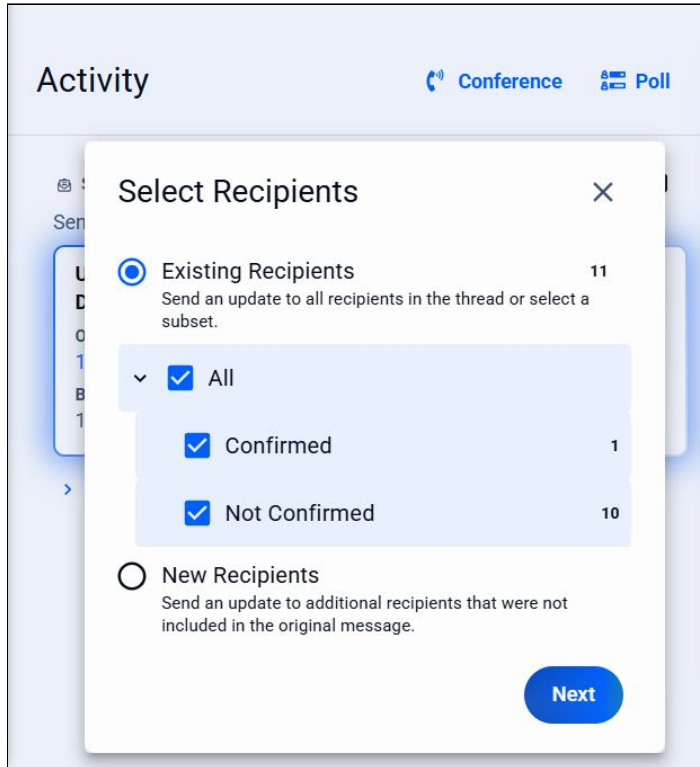 Activity
Conference
Poll
Select Recipients
Sen
Existing Recipients 11
Send an update to all recipients in the thread or select a
subset.
All
Confirmed 1
Not Confirmed 10
New Recipients
Send an update to additional recipients that were not
included in the original message.
Next